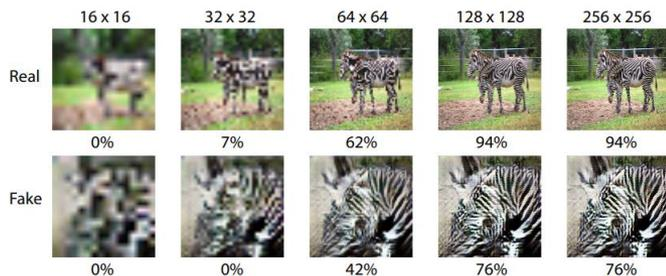 16 x 16 32 x 32 64 x 64 128 x 128 256 x 256
Real
0% 7% 62% 94% 94%
Fake
0% 0% 42% 76% 76%